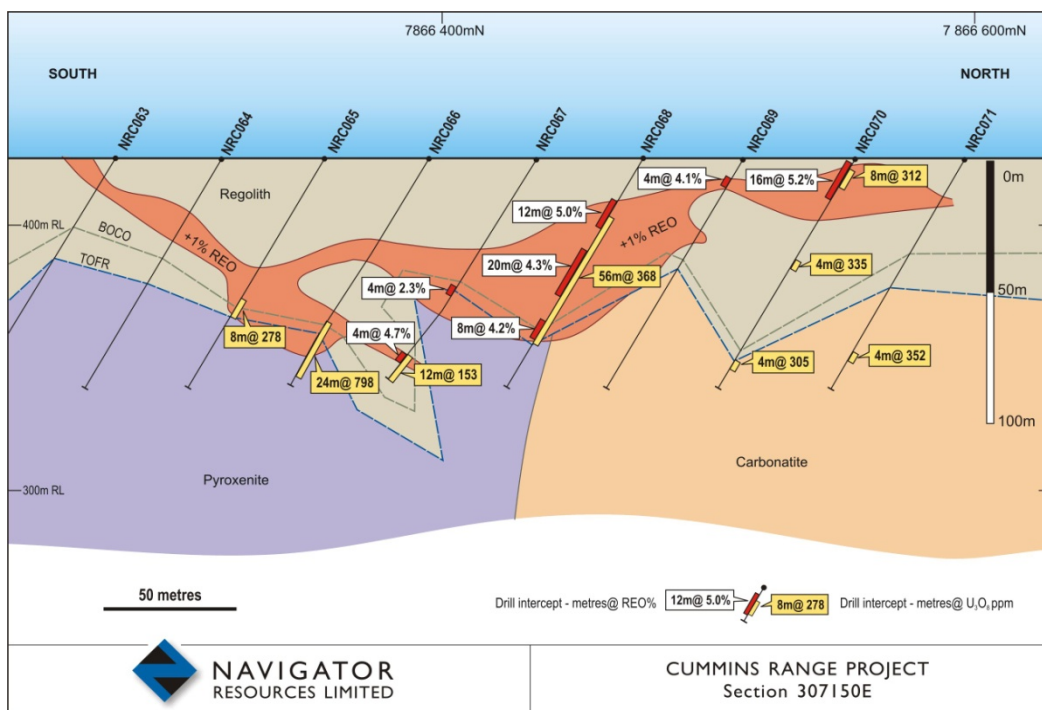 7866 400mN
7 866 600mN
SOUTH
NORTH
NRC063
NRC064
NRC065
NRC066
NRC067
NRC068
NRC069
NRC070
NRC071
0m
4m@ 4.1%
16m@ 5.2%
8m@ 312
Regolith
12m@ 5.0%
400m RL
BOCO
+1% REO
+1% REO
TOFR
20m@ 4.3%
4m@ 335
56m@ 368
4m@ 2.3%
50m
8m@ 4.2%
4m@ 4.7%
8m@ 278
4m@ 352
4m@ 305
12m@ 153
24m@ 798
100m
Carbonatite
Pyroxenite
300m RL
50 metres
Drill intercept - metres@ REO%
12m@ 5.0%
8m@ 278
Drill intercept - metres@ U₃O₈ ppm
NAVIGATOR
RESOURCES LIMITED
CUMMINS RANGE PROJECT
Section 307150E